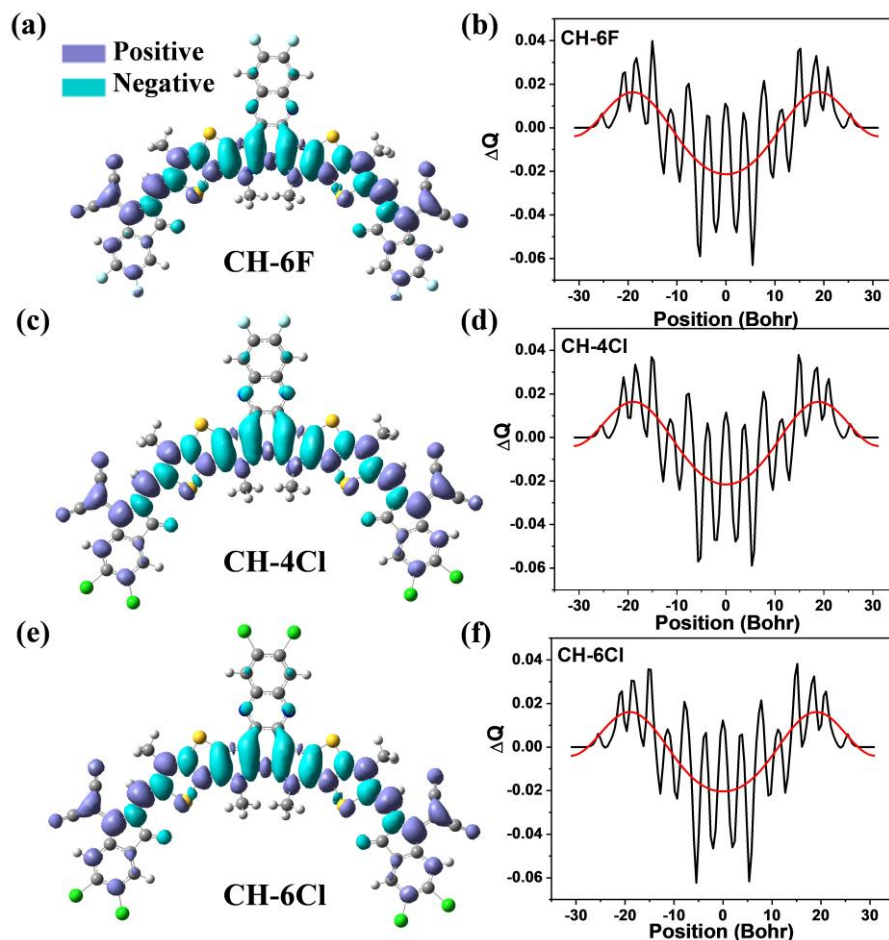 (a)
Positive
Negative
CH-6F
(b)
CH-6F
0.04
0.02
0.00
-0.02
-0.04
-0.06
ΔQ
-30 -20 -10 0 10 20 30
Position (Bohr)
(c)
CH-4Cl
(d)
CH-4Cl
0.04
0.02
0.00
-0.02
-0.04
-0.06
ΔQ
-30 -20 -10 0 10 20 30
Position (Bohr)
(e)
CH-6Cl
(f)
CH-6Cl
0.04
0.02
0.00
-0.02
-0.04
-0.06
ΔQ
-30 -20 -10 0 10 20 30
Position (Bohr)